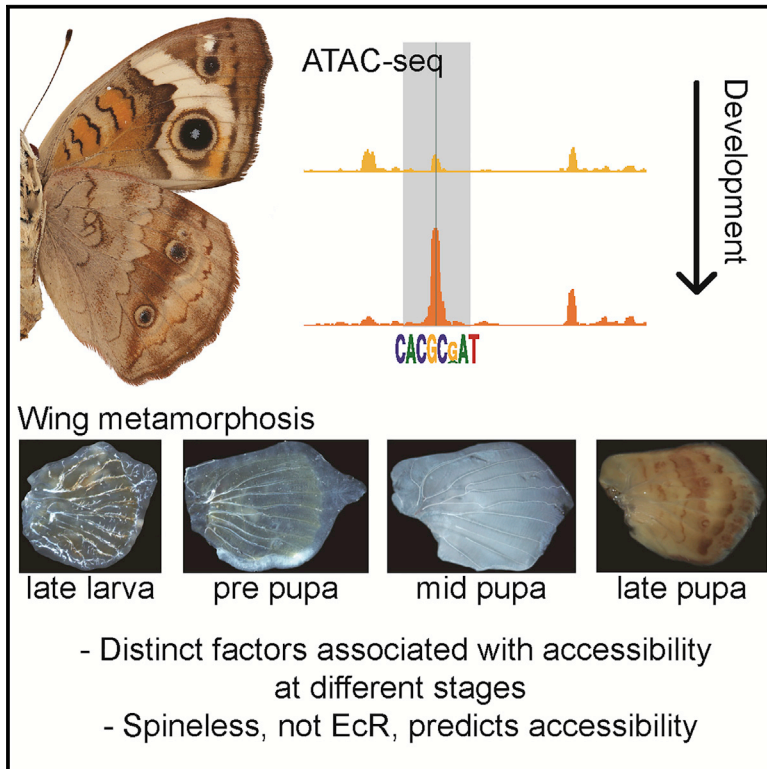 ATAC-seq
Development
CACGCGAT
Wing metamorphosis
late larva
pre pupa
mid pupa
late pupa
- Distinct factors associated with accessibility
at different stages
- Spineless, not EcR, predicts accessibility